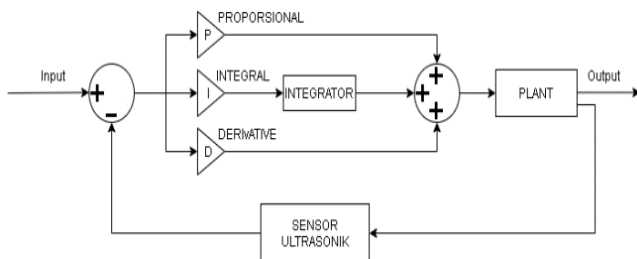 PROPORSIONAL
P
Input
+
-
INTEGRAL
I
INTEGRATOR
+
+
+
PLANT
Output
DERIVATIVE
D
SENSOR
ULTRASONIK